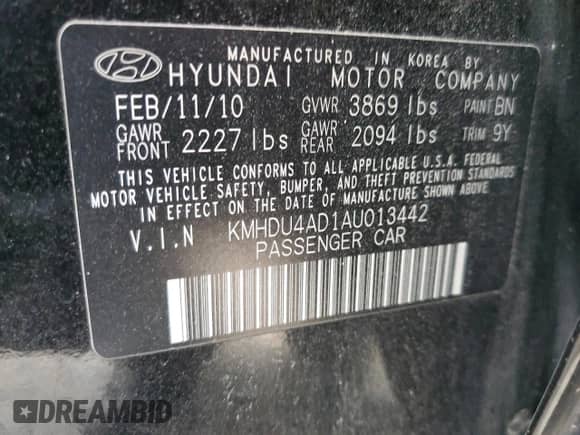 MANUFACTURED IN KOREA BY
HYUNDAI MOTOR COMPANY
FEB/11/10 GVWR 3869 lbs PAINT BN
GAWR FRONT 2227 lbs GAWR REAR 2094 lbs TRIM 9Y
THIS VEHICLE CONFORMS TO ALL APPLICABLE U.S.A. FEDERAL
MOTOR VEHICLE SAFETY, BUMPER, AND THEFT PREVENTION STANDARDS
IN EFFECT ON THE DATE OF MANUFACTURE SHOWN ABOVE
V.I.N KMHDU4AD1AU013442
PASSENGER CAR
DREAMBID